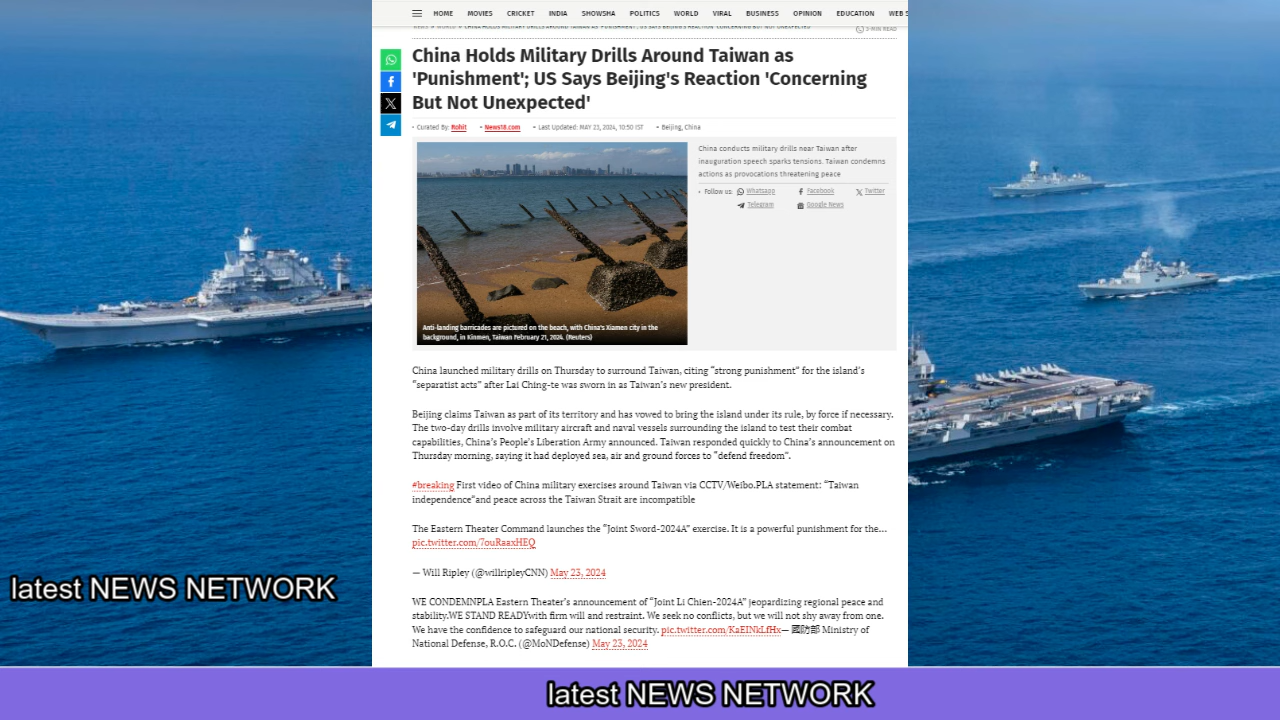 HOME MOVIES CRICKET INDIA SHOWSHA POLITICS WORLD VIRAL BUSINESS OPINION EDUCATION WEB S
3-MIN READ
China Holds Military Drills Around Taiwan as
'Punishment'; US Says Beijing's Reaction 'Concerning
But Not Unexpected'
• Curated By: Rohit • News18.com • Last Updated: MAY 23, 2024, 10:50 IST • Beijing, China
China conducts military drills near Taiwan after
inauguration speech sparks tensions. Taiwan condemns
actions as provocations threatening peace
• Follow us: Whatsapp Facebook Twitter
Telegram Google News
Anti-landing barricades are pictured on the beach, with China's Xiamen city in the
background, in Kinmen, Taiwan February 21, 2024. (Reuters)
China launched military drills on Thursday to surround Taiwan, citing "strong punishment" for the island's
"separatist acts" after Lai Ching-te was sworn in as Taiwan's new president.
Beijing claims Taiwan as part of its territory and has vowed to bring the island under its rule, by force if necessary.
The two-day drills involve military aircraft and naval vessels surrounding the island to test their combat
capabilities, China's People's Liberation Army announced. Taiwan responded quickly to China's announcement on
Thursday morning, saying it had deployed sea, air and ground forces to "defend freedom".
#breaking First video of China military exercises around Taiwan via CCTV/Weibo.PLA statement: "Taiwan
independence"and peace across the Taiwan Strait are incompatible
The Eastern Theater Command launches the "Joint Sword-2024A" exercise. It is a powerful punishment for the…
pic.twitter.com/7ouRaaxHEQ
— Will Ripley (@willripleyCNN) May 23, 2024
WE CONDEMNPLA Eastern Theater's announcement of "Joint Li Chien-2024A" jeopardizing regional peace and
stability.WE STAND READYwith firm will and restraint. We seek no conflicts, but we will not shy away from one.
We have the confidence to safeguard our national security. pic.twitter.com/KaEINkLfHx— 國防部 Ministry of
National Defense, R.O.C. (@MoNDefense) May 23, 2024
latest NEWS NETWORK
latest NEWS NETWORK